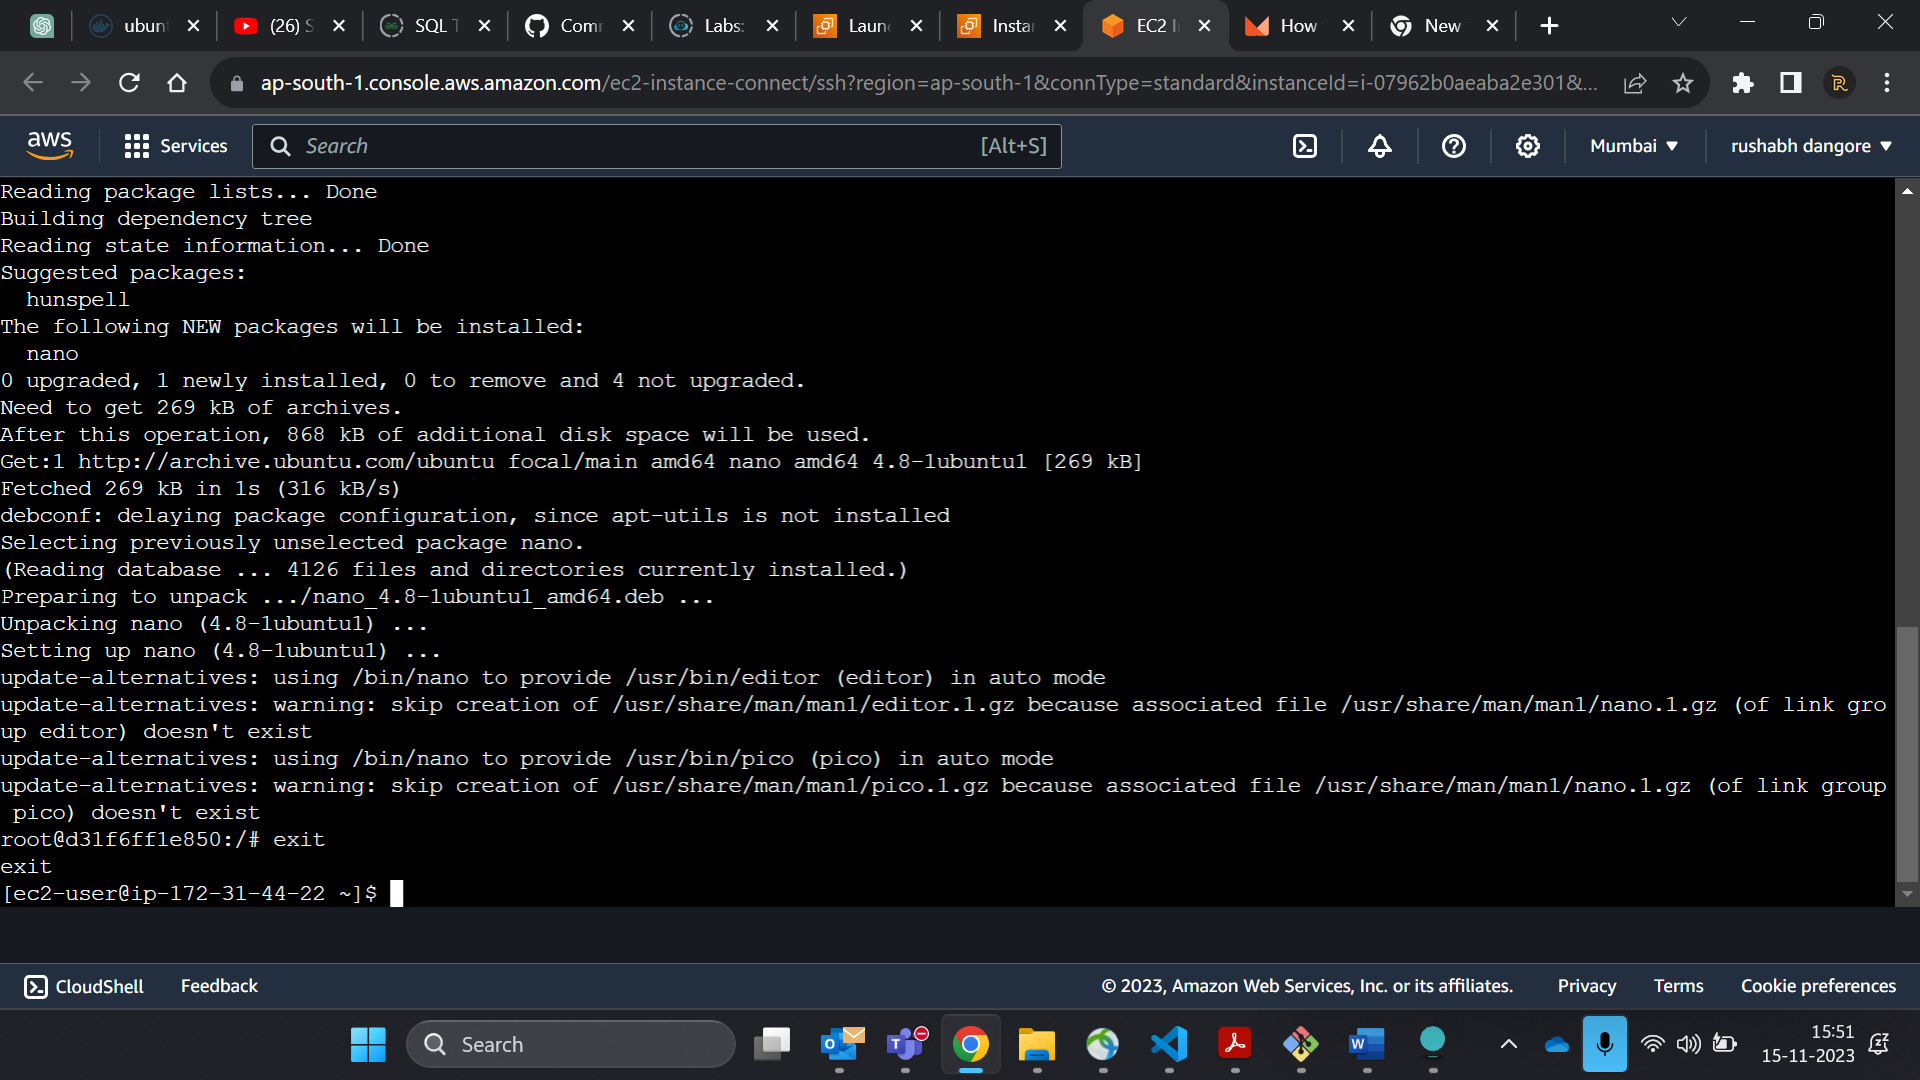 ubun
(26) S
SQL T
Com
Labs:
Laun
Instar
EC2 I
How
New
ap-south-1.console.aws.amazon.com/ec2-instance-connect/ssh?region=ap-south-1&connType=standard&instanceId=i-07962b0aeaba2e301&...
aws
Services
Search
[Alt+S]
Mumbai ▼
rushabh dangore ▼
Reading package lists... Done
Building dependency tree
Reading state information... Done
Suggested packages:
  hunspell
The following NEW packages will be installed:
  nano
0 upgraded, 1 newly installed, 0 to remove and 4 not upgraded.
Need to get 269 kB of archives.
After this operation, 868 kB of additional disk space will be used.
Get:1 http://archive.ubuntu.com/ubuntu focal/main amd64 nano amd64 4.8-1ubuntu1 [269 kB]
Fetched 269 kB in 1s (316 kB/s)
debconf: delaying package configuration, since apt-utils is not installed
Selecting previously unselected package nano.
(Reading database ... 4126 files and directories currently installed.)
Preparing to unpack .../nano_4.8-1ubuntu1_amd64.deb ...
Unpacking nano (4.8-1ubuntu1) ...
Setting up nano (4.8-1ubuntu1) ...
update-alternatives: using /bin/nano to provide /usr/bin/editor (editor) in auto mode
update-alternatives: warning: skip creation of /usr/share/man/man1/editor.1.gz because associated file /usr/share/man/man1/nano.1.gz (of link gro
up editor) doesn't exist
update-alternatives: using /bin/nano to provide /usr/bin/pico (pico) in auto mode
update-alternatives: warning: skip creation of /usr/share/man/man1/pico.1.gz because associated file /usr/share/man/man1/nano.1.gz (of link group
 pico) doesn't exist
root@d31f6ff1e850:/# exit
exit
[ec2-user@ip-172-31-44-22 ~]$
CloudShell
Feedback
© 2023, Amazon Web Services, Inc. or its affiliates.
Privacy
Terms
Cookie preferences
Search
15:51
15-11-2023